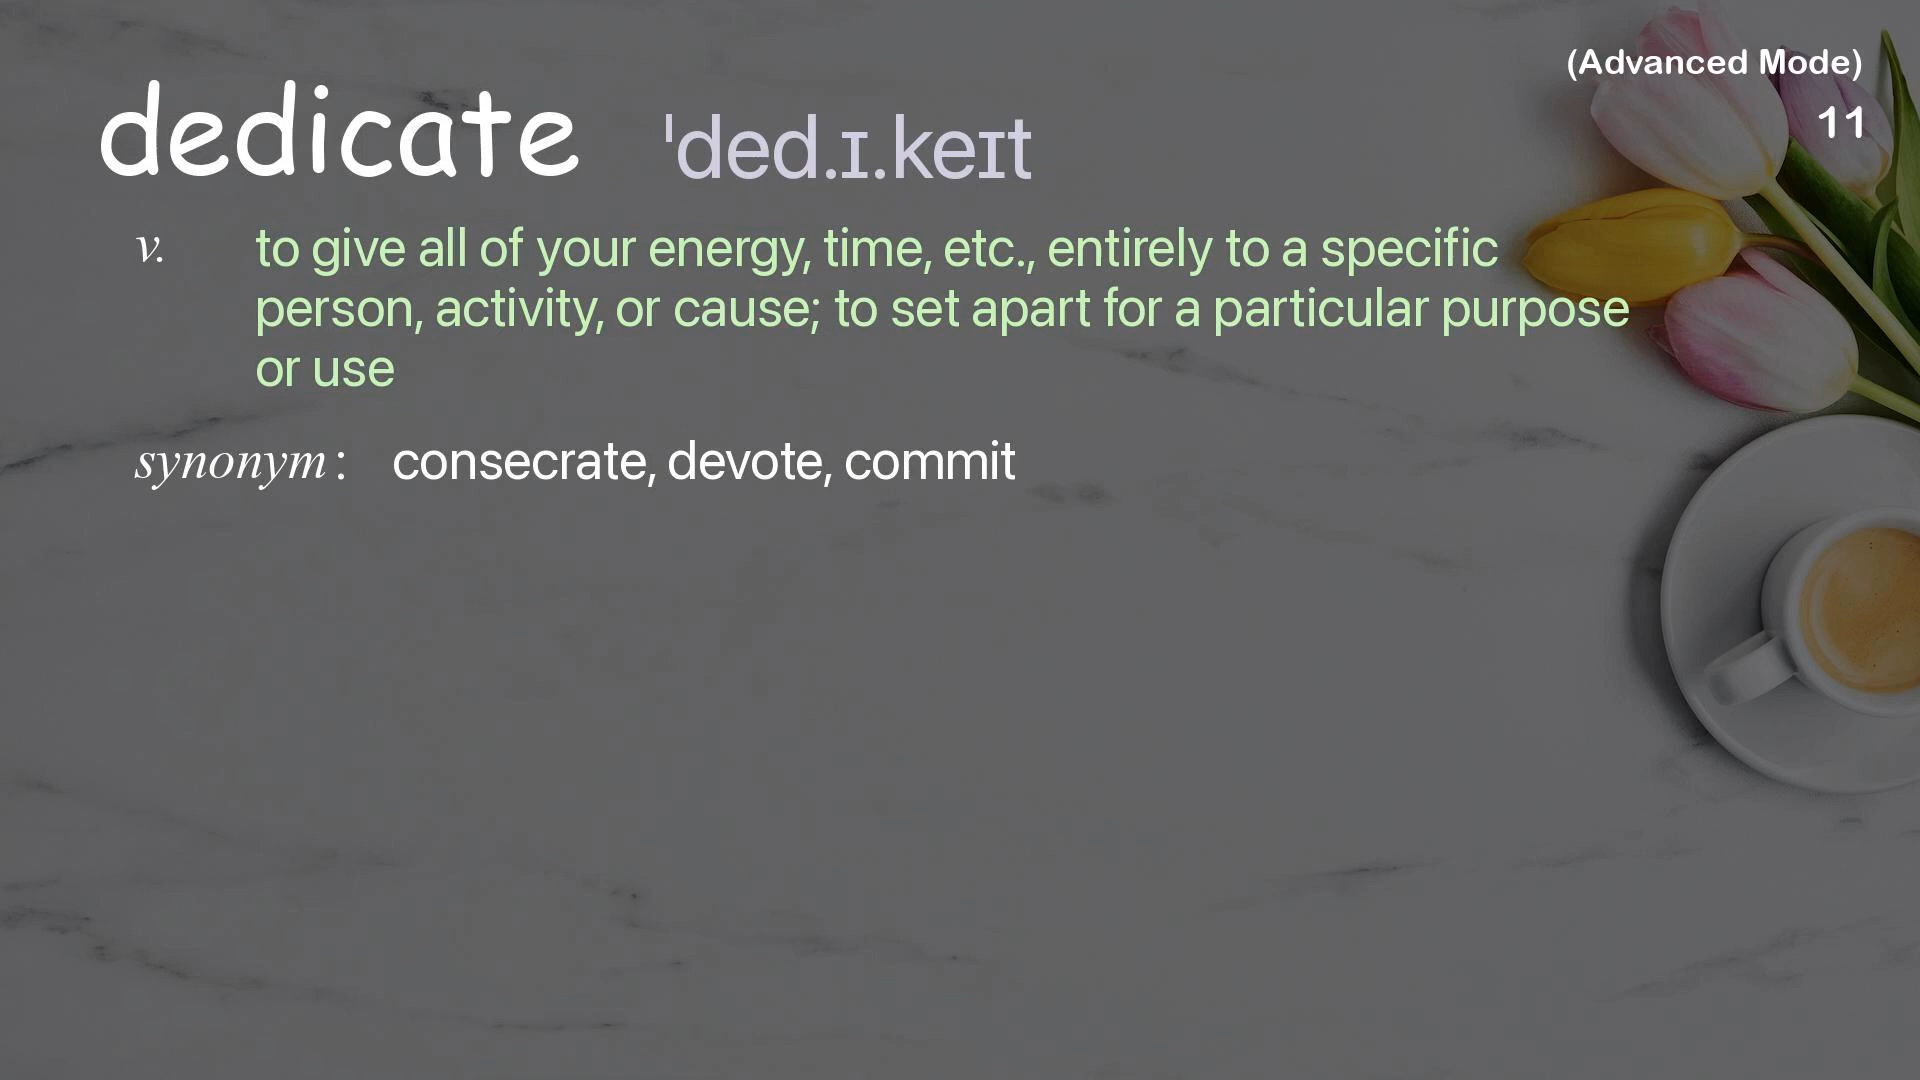 (Advanced Mode)
dedicate ˈded.ɪ.keɪt
11
v. to give all of your energy, time, etc., entirely to a specific
person, activity, or cause; to set apart for a particular purpose
or use
synonym : consecrate, devote, commit